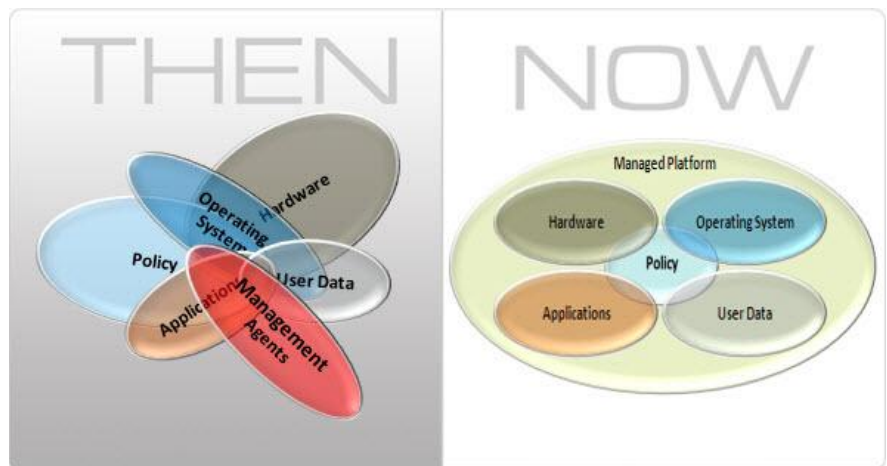 THEN
Hardware
Operating
System
Policy
User Data
Applications
Management
Agents
NOW
Managed Platform
Hardware
Operating System
Policy
Applications
User Data